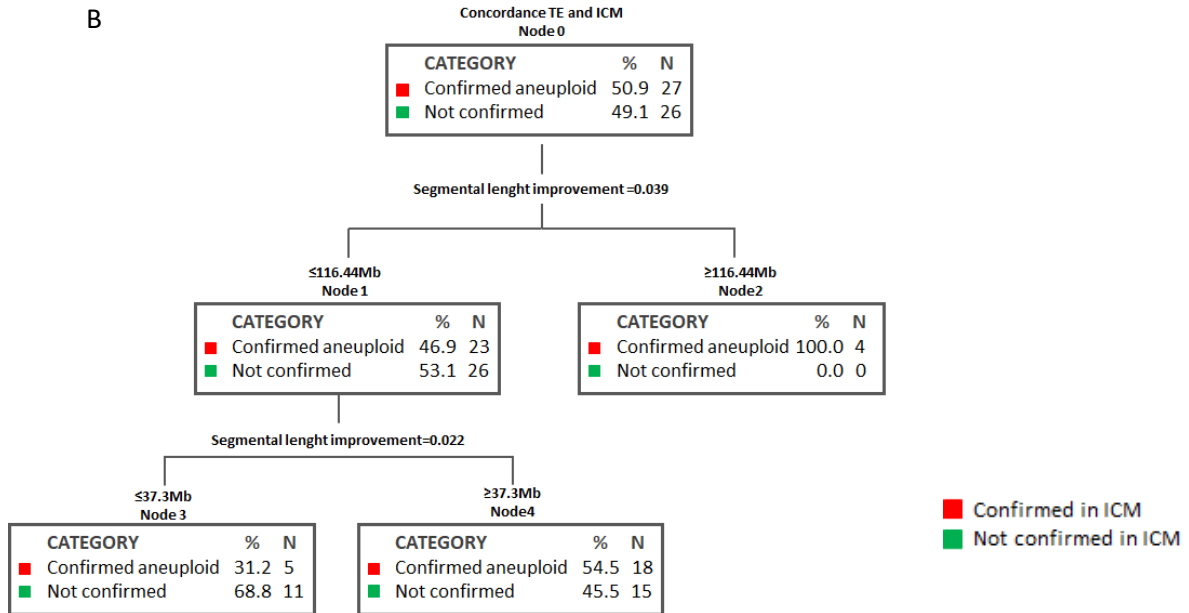 B
Concordance TE and ICM
Node 0
CATEGORY % N
Confirmed aneuploid 50.9 27
Not confirmed 49.1 26
Segmental lenght improvement =0.039
≤116.44Mb
Node 1
CATEGORY % N
Confirmed aneuploid 46.9 23
Not confirmed 53.1 26
≥116.44Mb
Node2
CATEGORY % N
Confirmed aneuploid 100.0 4
Not confirmed 0.0 0
Segmental lenght improvement=0.022
≤37.3Mb
Node 3
CATEGORY % N
Confirmed aneuploid 31.2 5
Not confirmed 68.8 11
≥37.3Mb
Node4
CATEGORY % N
Confirmed aneuploid 54.5 18
Not confirmed 45.5 15
Confirmed in ICM
Not confirmed in ICM